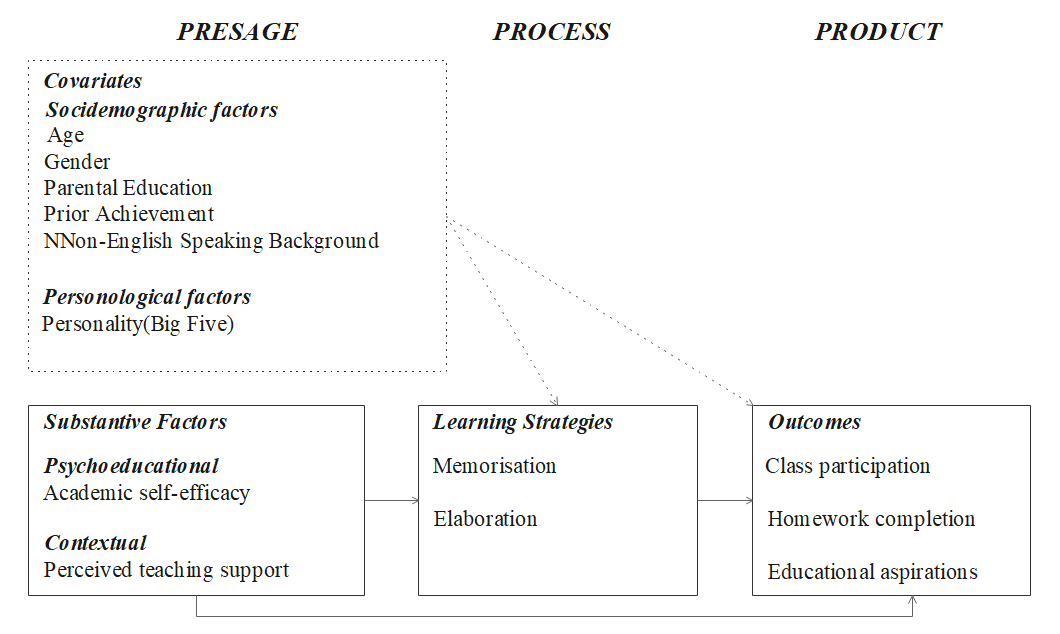 PRESAGE
PROCESS
PRODUCT
Covariates
Socidemographic factors
Age
Gender
Parental Education
Prior Achievement
NNon-English Speaking Background
Personological factors
Personality(Big Five)
Substantive Factors
Psychoeducational
Academic self-efficacy
Contextual
Perceived teaching support
Learning Strategies
Memorisation
Elaboration
Outcomes
Class participation
Homework completion
Educational aspirations